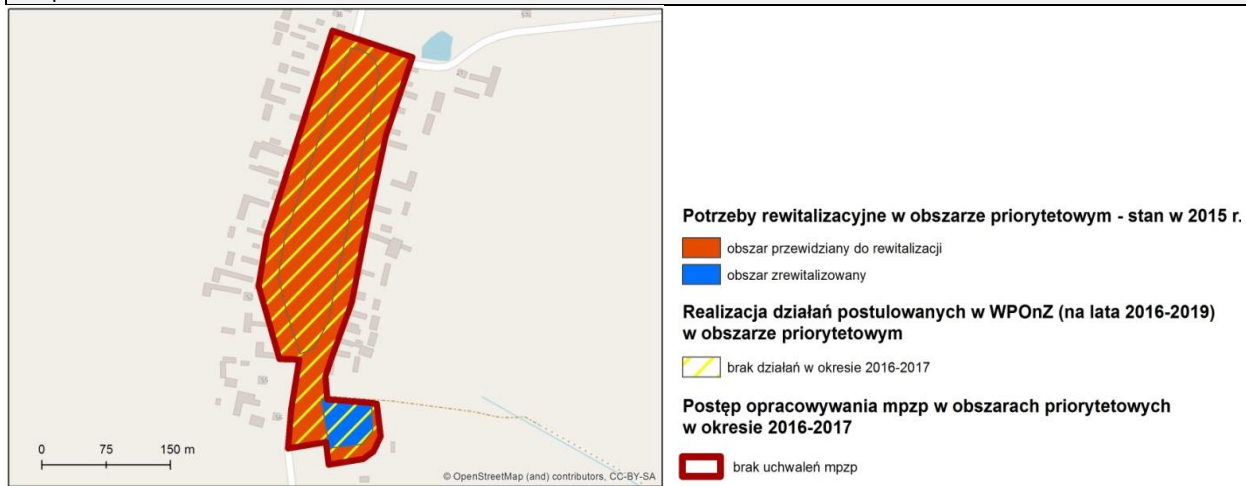 0 75 150 m
© OpenStreetMap (and) contributors, CC-BY-SA
Potrzeby rewitalizacyjne w obszarze priorytetowym - stan w 2015 r.
obszar przewidziany do rewitalizacji
obszar zrewitalizowany
Realizacja działań postulowanych w WPOnZ (na lata 2016-2019)
w obszarze priorytetowym
brak działań w okresie 2016-2017
Postęp opracowywania mpzp w obszarach priorytetowych
w okresie 2016-2017
brak uchwaleń mpzp